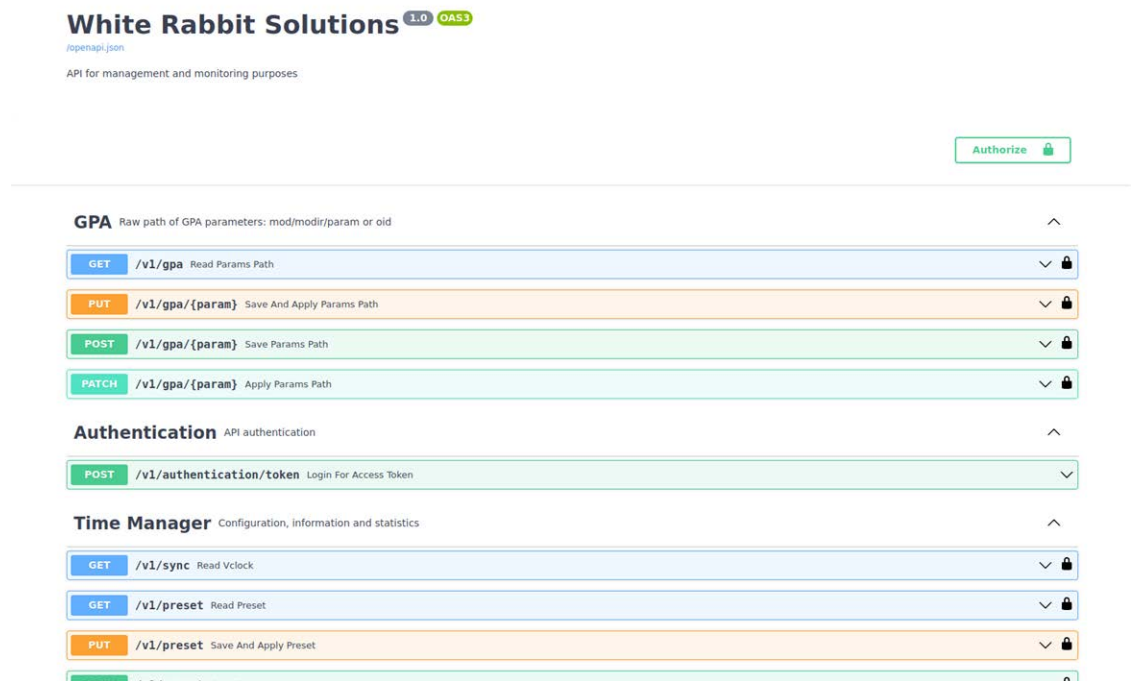 White Rabbit Solutions 1.0 OAS3
/openapi.json
API for management and monitoring purposes
Authorize
GPA Raw path of GPA parameters: mod/modir/param or oid
GET /v1/gpa Read Params Path
PUT /v1/gpa/{param} Save And Apply Params Path
POST /v1/gpa/{param} Save Params Path
PATCH /v1/gpa/{param} Apply Params Path
Authentication API authentication
POST /v1/authentication/token Login For Access Token
Time Manager Configuration, information and statistics
GET /v1/sync Read Vclock
GET /v1/preset Read Preset
PUT /v1/preset Save And Apply Preset